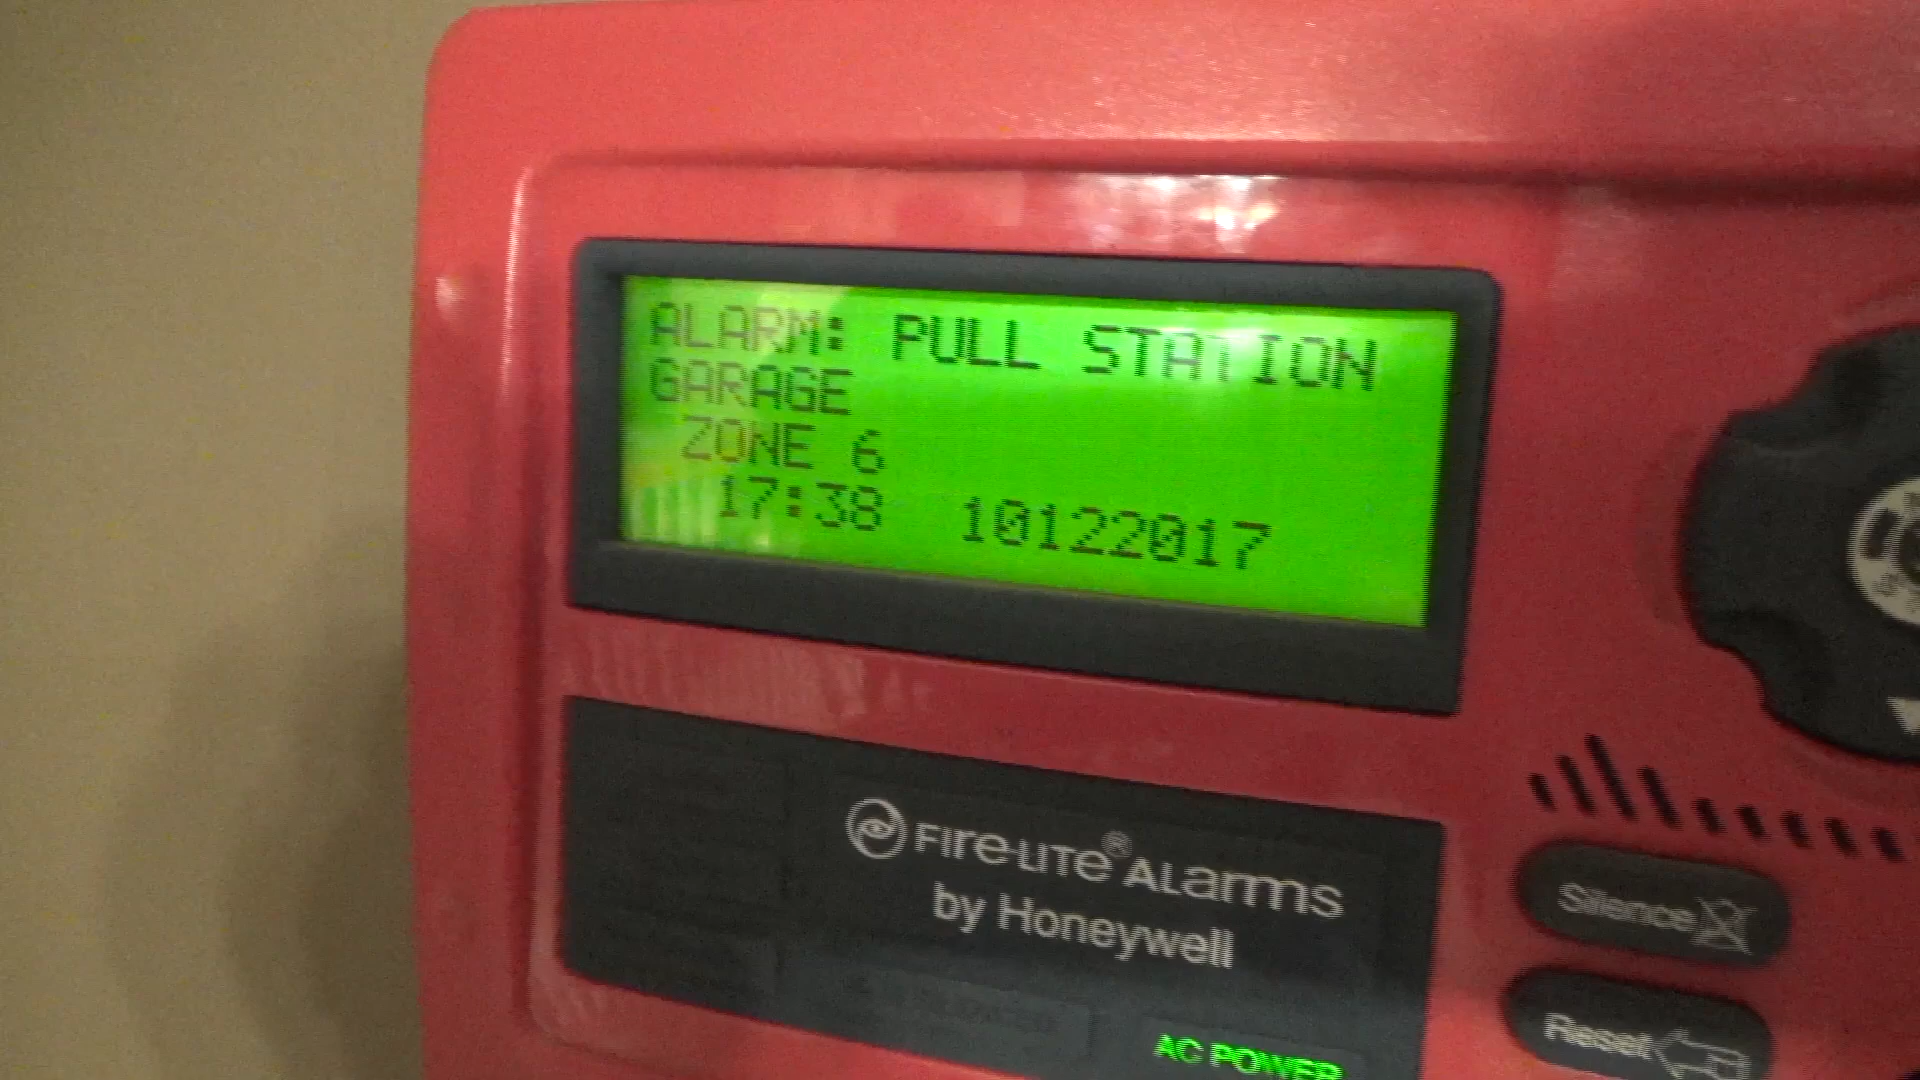 ALARM: PULL STATION
GARAGE
ZONE 6
17:38 10122017
FIRE-LITE® ALARMS
by Honeywell
AC POWER
Silence
Reset